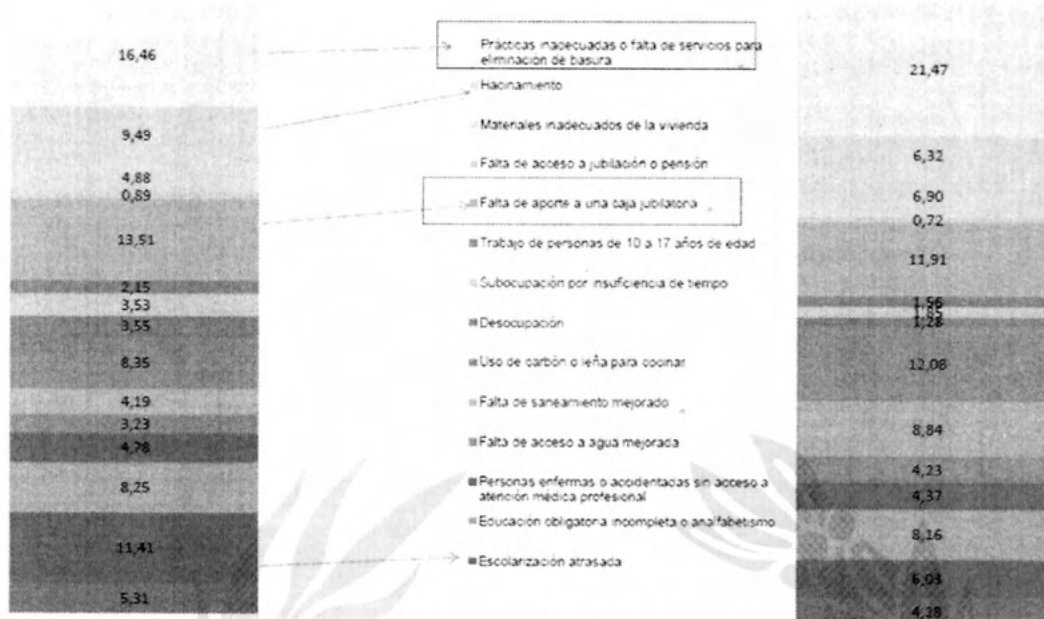 16,46
9,49
4,88
0,89
13,51
2,15
3,53
3,55
8,35
4,19
3,23
4,78
8,25
11,41
5,31
Prácticas inadecuadas o falta de servicios para
eliminación de basura
Hacinamiento
Materiales inadecuados de la vivienda
Falta de acceso a jubilación o pensión
Falta de aporte a una caja jubilatoria
Trabajo de personas de 10 a 17 años de edad
Subocupación por insuficiencia de tiempo
Desocupación
Uso de carbón o leña para cocinar
Falta de saneamiento mejorado
Falta de acceso a agua mejorada
Personas enfermas o accidentadas sin acceso a
atención médica profesional
Educación obligatoria incompleta o analfabetismo
Escolarización atrasada
21,47
6,32
6,90
0,72
11,91
1,56
1,85
1,28
12,08
8,84
4,23
4,37
8,16
6,03
4,28